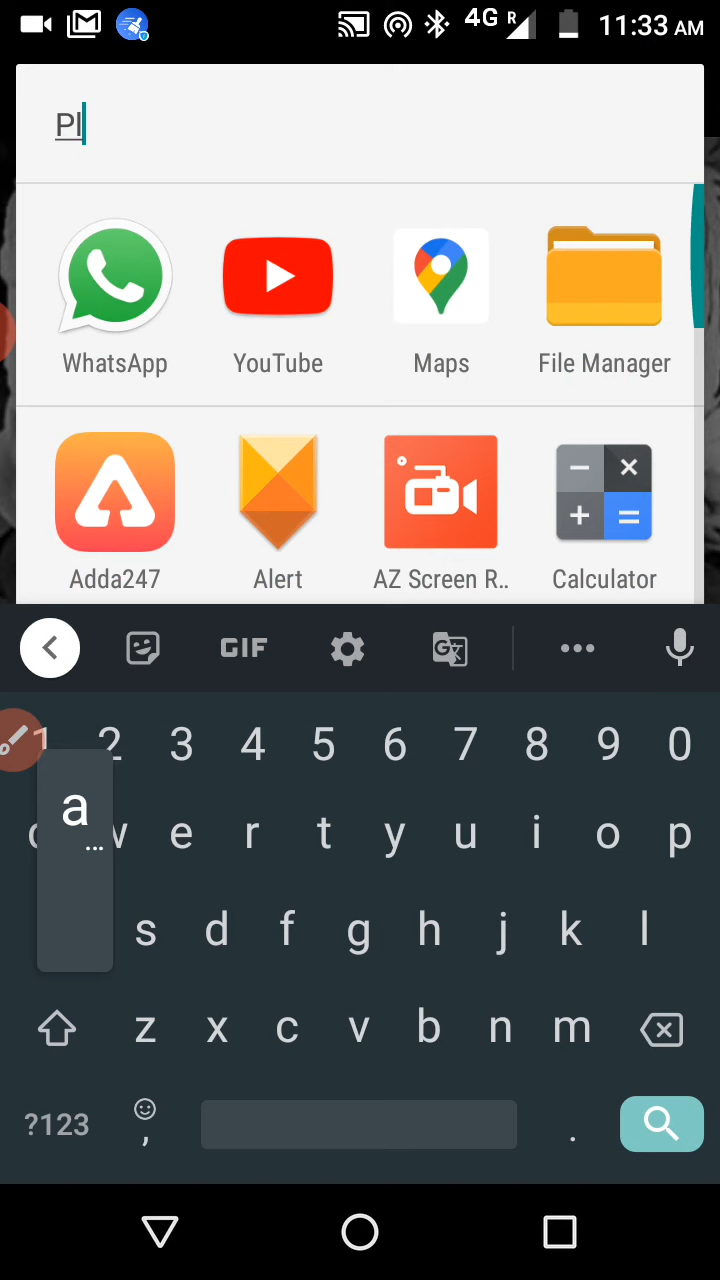 4G R 11:33 AM
Pl
WhatsApp YouTube Maps File Manager
Adda247 Alert AZ Screen R.. Calculator
GIF G
1 2 3 4 5 6 7 8 9 0
a ...
w e r t y u i o p
s d f g h j k l
z x c v b n m
?123 , .